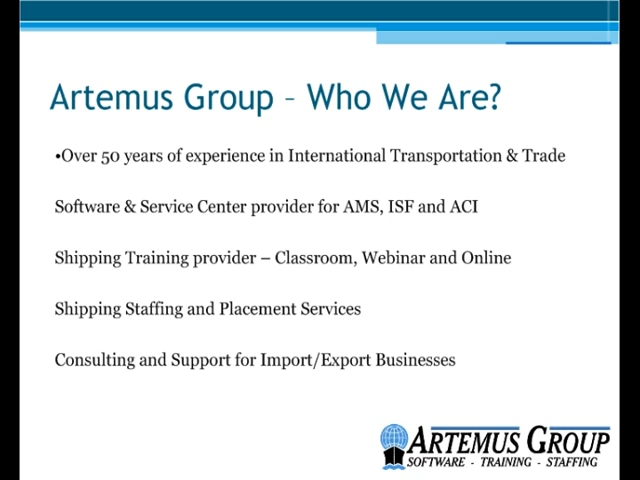 Artemus Group – Who We Are?
•Over 50 years of experience in International Transportation & Trade
Software & Service Center provider for AMS, ISF and ACI
Shipping Training provider – Classroom, Webinar and Online
Shipping Staffing and Placement Services
Consulting and Support for Import/Export Businesses
ARTEMUS GROUP
SOFTWARE - TRAINING - STAFFING